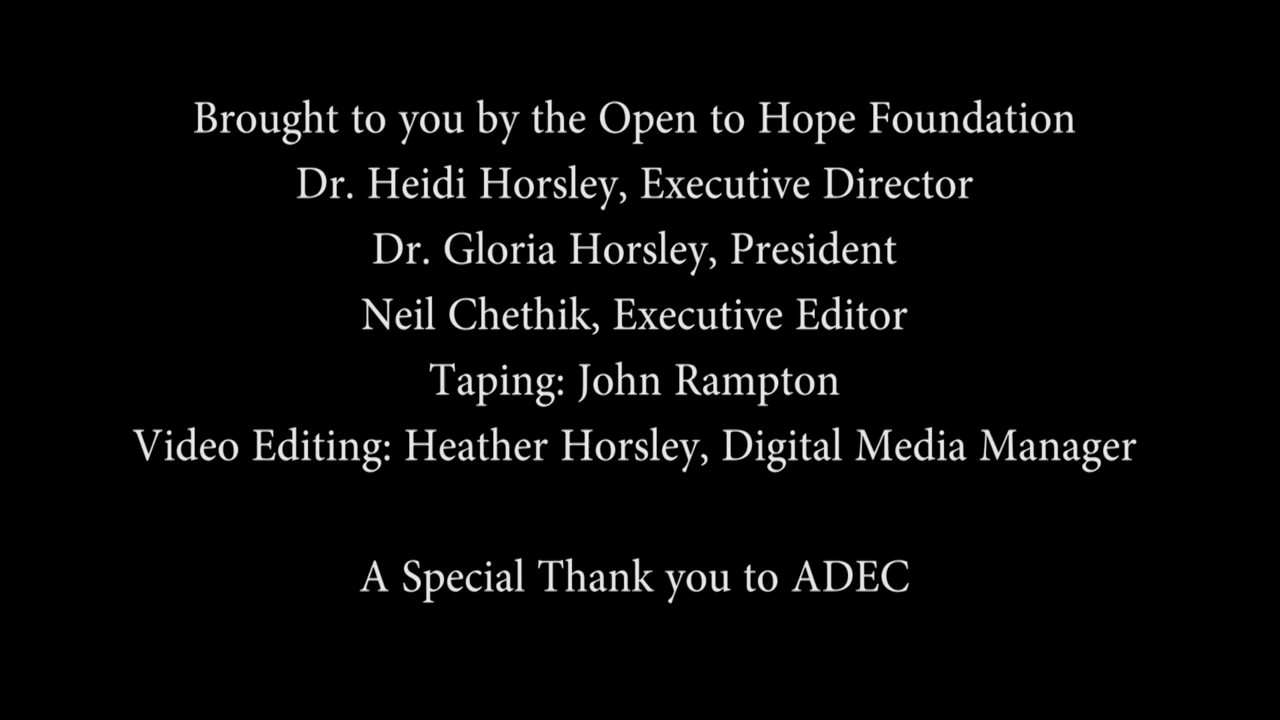 Brought to you by the Open to Hope Foundation
Dr. Heidi Horsley, Executive Director
Dr. Gloria Horsley, President
Neil Chethik, Executive Editor
Taping: John Rampton
Video Editing: Heather Horsley, Digital Media Manager
A Special Thank you to ADEC